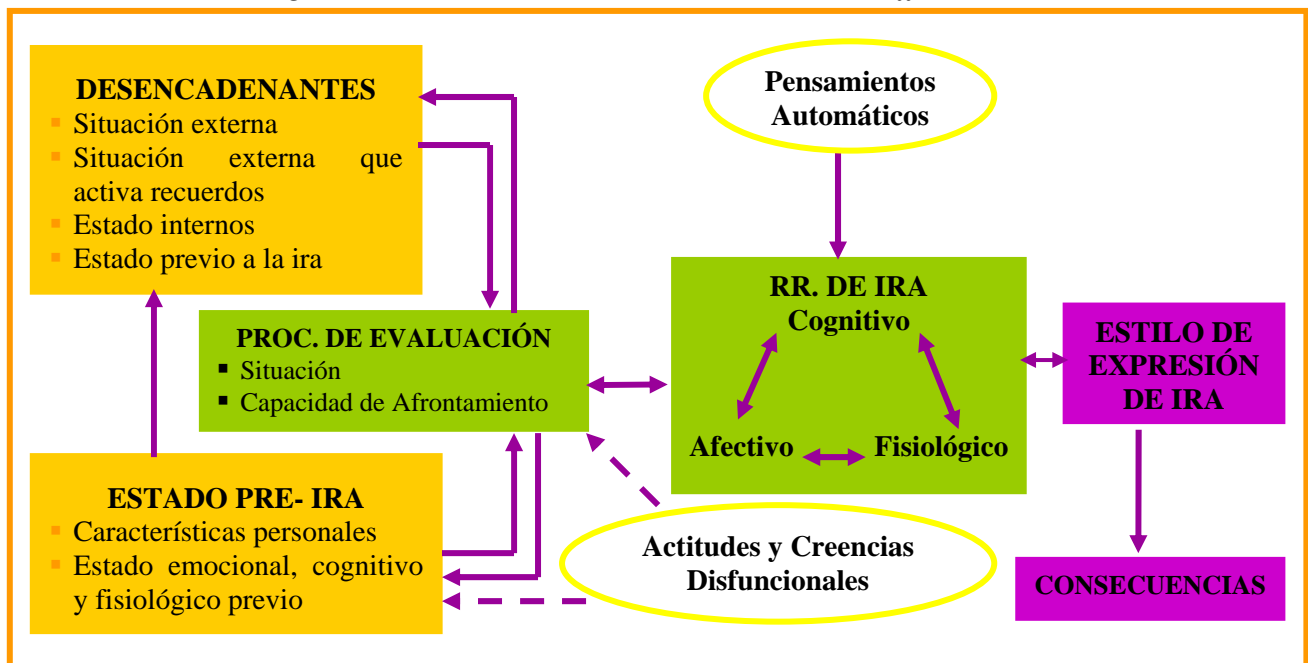 DESENCADENANTES
▪ Situación externa
▪ Situación externa que
activa recuerdos
▪ Estado internos
▪ Estado previo a la ira
Pensamientos
Automáticos
PROC. DE EVALUACIÓN
▪ Situación
▪ Capacidad de Afrontamiento
RR. DE IRA
Cognitivo
Afectivo
Fisiológico
ESTILO DE
EXPRESIÓN
DE IRA
ESTADO PRE- IRA
▪ Características personales
▪ Estado emocional, cognitivo
y fisiológico previo
Actitudes y Creencias
Disfuncionales
CONSECUENCIAS